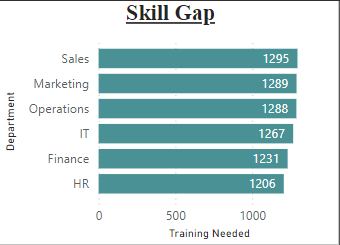 Skill Gap
Department
Sales 1295
Marketing 1289
Operations 1288
IT 1267
Finance 1231
HR 1206
0 500 1000
Training Needed